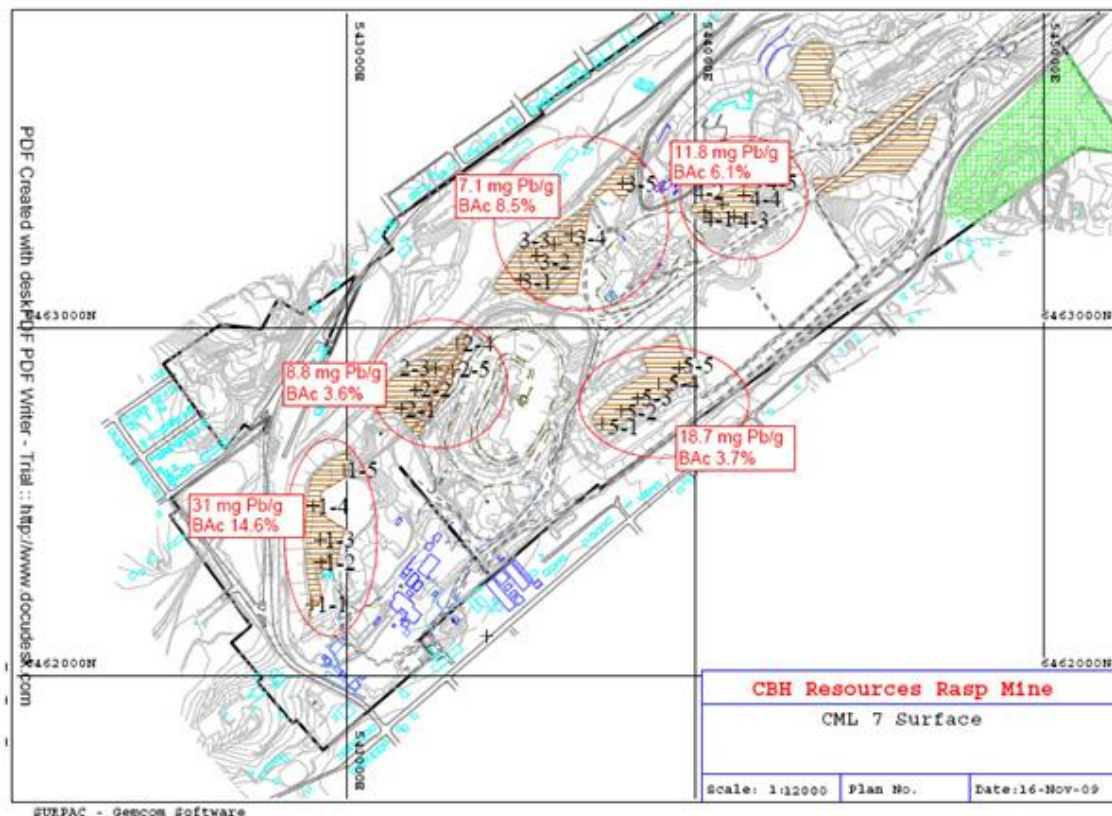 543000E
544000E
545000E
11.8 mg Pb/g
BAc 6.1%
7.1 mg Pb/g
BAc 8.5%
3-5
4-4
4-1
4-3
3-3
3-4
3-2
3-1
6463000N
6463000N
2-4
8.8 mg Pb/g
BAc 3.6%
2-3
2-5
2-2
2-1
5-5
5-4
5-3
5-2
5-1
18.7 mg Pb/g
BAc 3.7%
1-5
31 mg Pb/g
BAc 14.6%
1-4
1-3
1-2
1-1
6462000N
6462000N
543000E
PDF Created with deskPDF PDF Writer - Trial :: http://www.docudesk.com
CBH Resources Rasp Mine
CML 7 Surface
Scale: 1:12000
Plan No.
Date:16-Nov-09
SURPAC - Gemcom Software